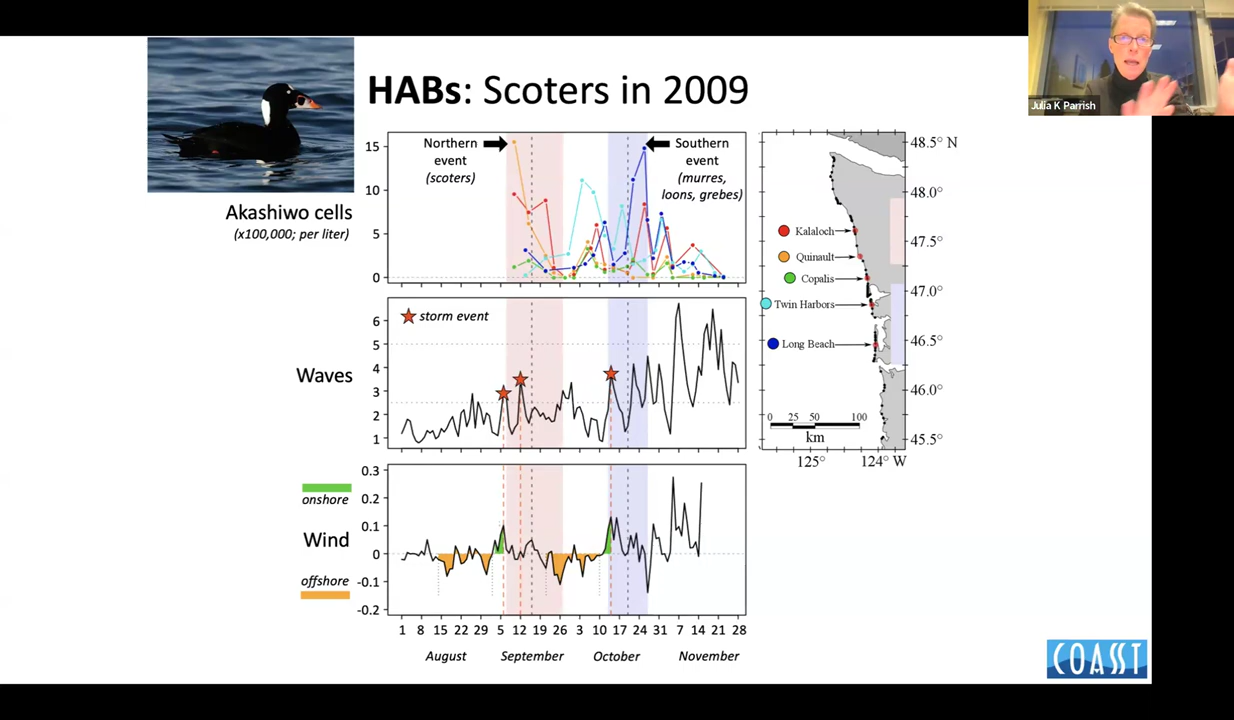 Julia K Parrish
HABs: Scoters in 2009
Akashiwo cells
(x100,000; per liter)
Northern
event
(scoters)
Southern
event
(murres,
loons, grebes)
15
10
5
0
Waves
storm event
6
5
4
3
2
1
onshore
Wind
offshore
0.3
0.2
0.1
0
-0.1
-0.2
1 8 15 22 29 5 12 19 26 3 10 17 24 31 7 14 21 28
August September October November
Kalaloch
Quinault
Copalis
Twin Harbors
Long Beach
48.5° N
48.0°
47.5°
47.0°
46.5°
46.0°
45.5°
0 25 50 100
km
125° 124° W
COASST